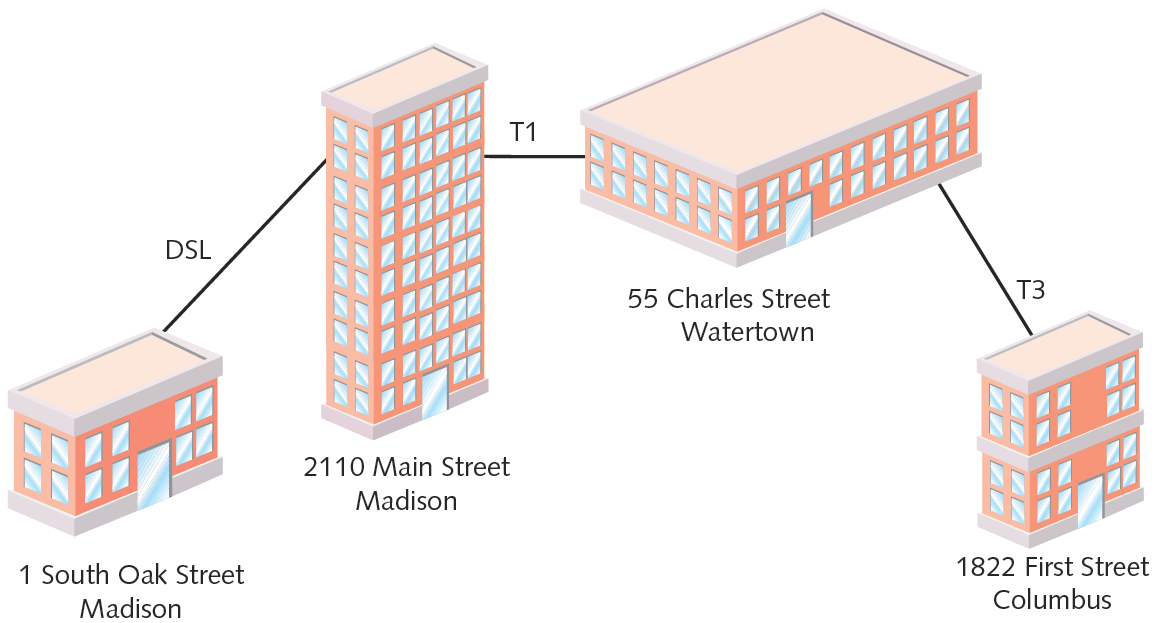 T1
DSL
55 Charles Street
Watertown
T3
2110 Main Street
Madison
1 South Oak Street
Madison
1822 First Street
Columbus